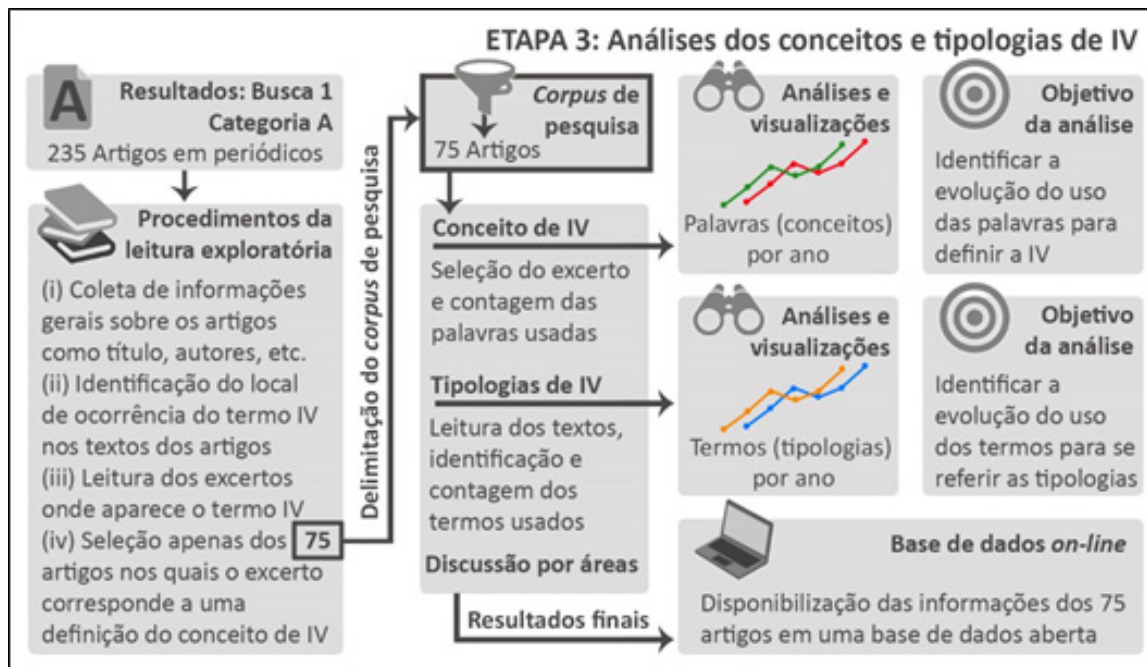 ETAPA 3: Análises dos conceitos e tipologias de IV
A
Resultados: Busca 1
Categoria A
235 Artigos em periódicos
Procedimentos da
leitura exploratória
(i) Coleta de informações
gerais sobre os artigos
como título, autores, etc.
(ii) Identificação do local
de ocorrência do termo IV
nos textos dos artigos
(iii) Leitura dos excertos
onde aparece o termo IV
(iv) Seleção apenas dos 75
artigos nos quais o excerto
corresponde a uma
definição do conceito de IV
Delimitação do corpus de pesquisa
Corpus de
pesquisa
75 Artigos
Conceito de IV
Seleção do excerto
e contagem das
palavras usadas
Tipologias de IV
Leitura dos textos,
identificação e
contagem dos
termos usados
Discussão por áreas
Resultados finais
Análises e
visualizações
Palavras (conceitos)
por ano
Objetivo
da análise
Identificar a
evolução do uso
das palavras para
definir a IV
Análises e
visualizações
Termos (tipologias)
por ano
Objetivo
da análise
Identificar a
evolução do uso
dos termos para se
referir as tipologias
Base de dados on-line
Disponibilização das informações dos 75
artigos em uma base de dados aberta